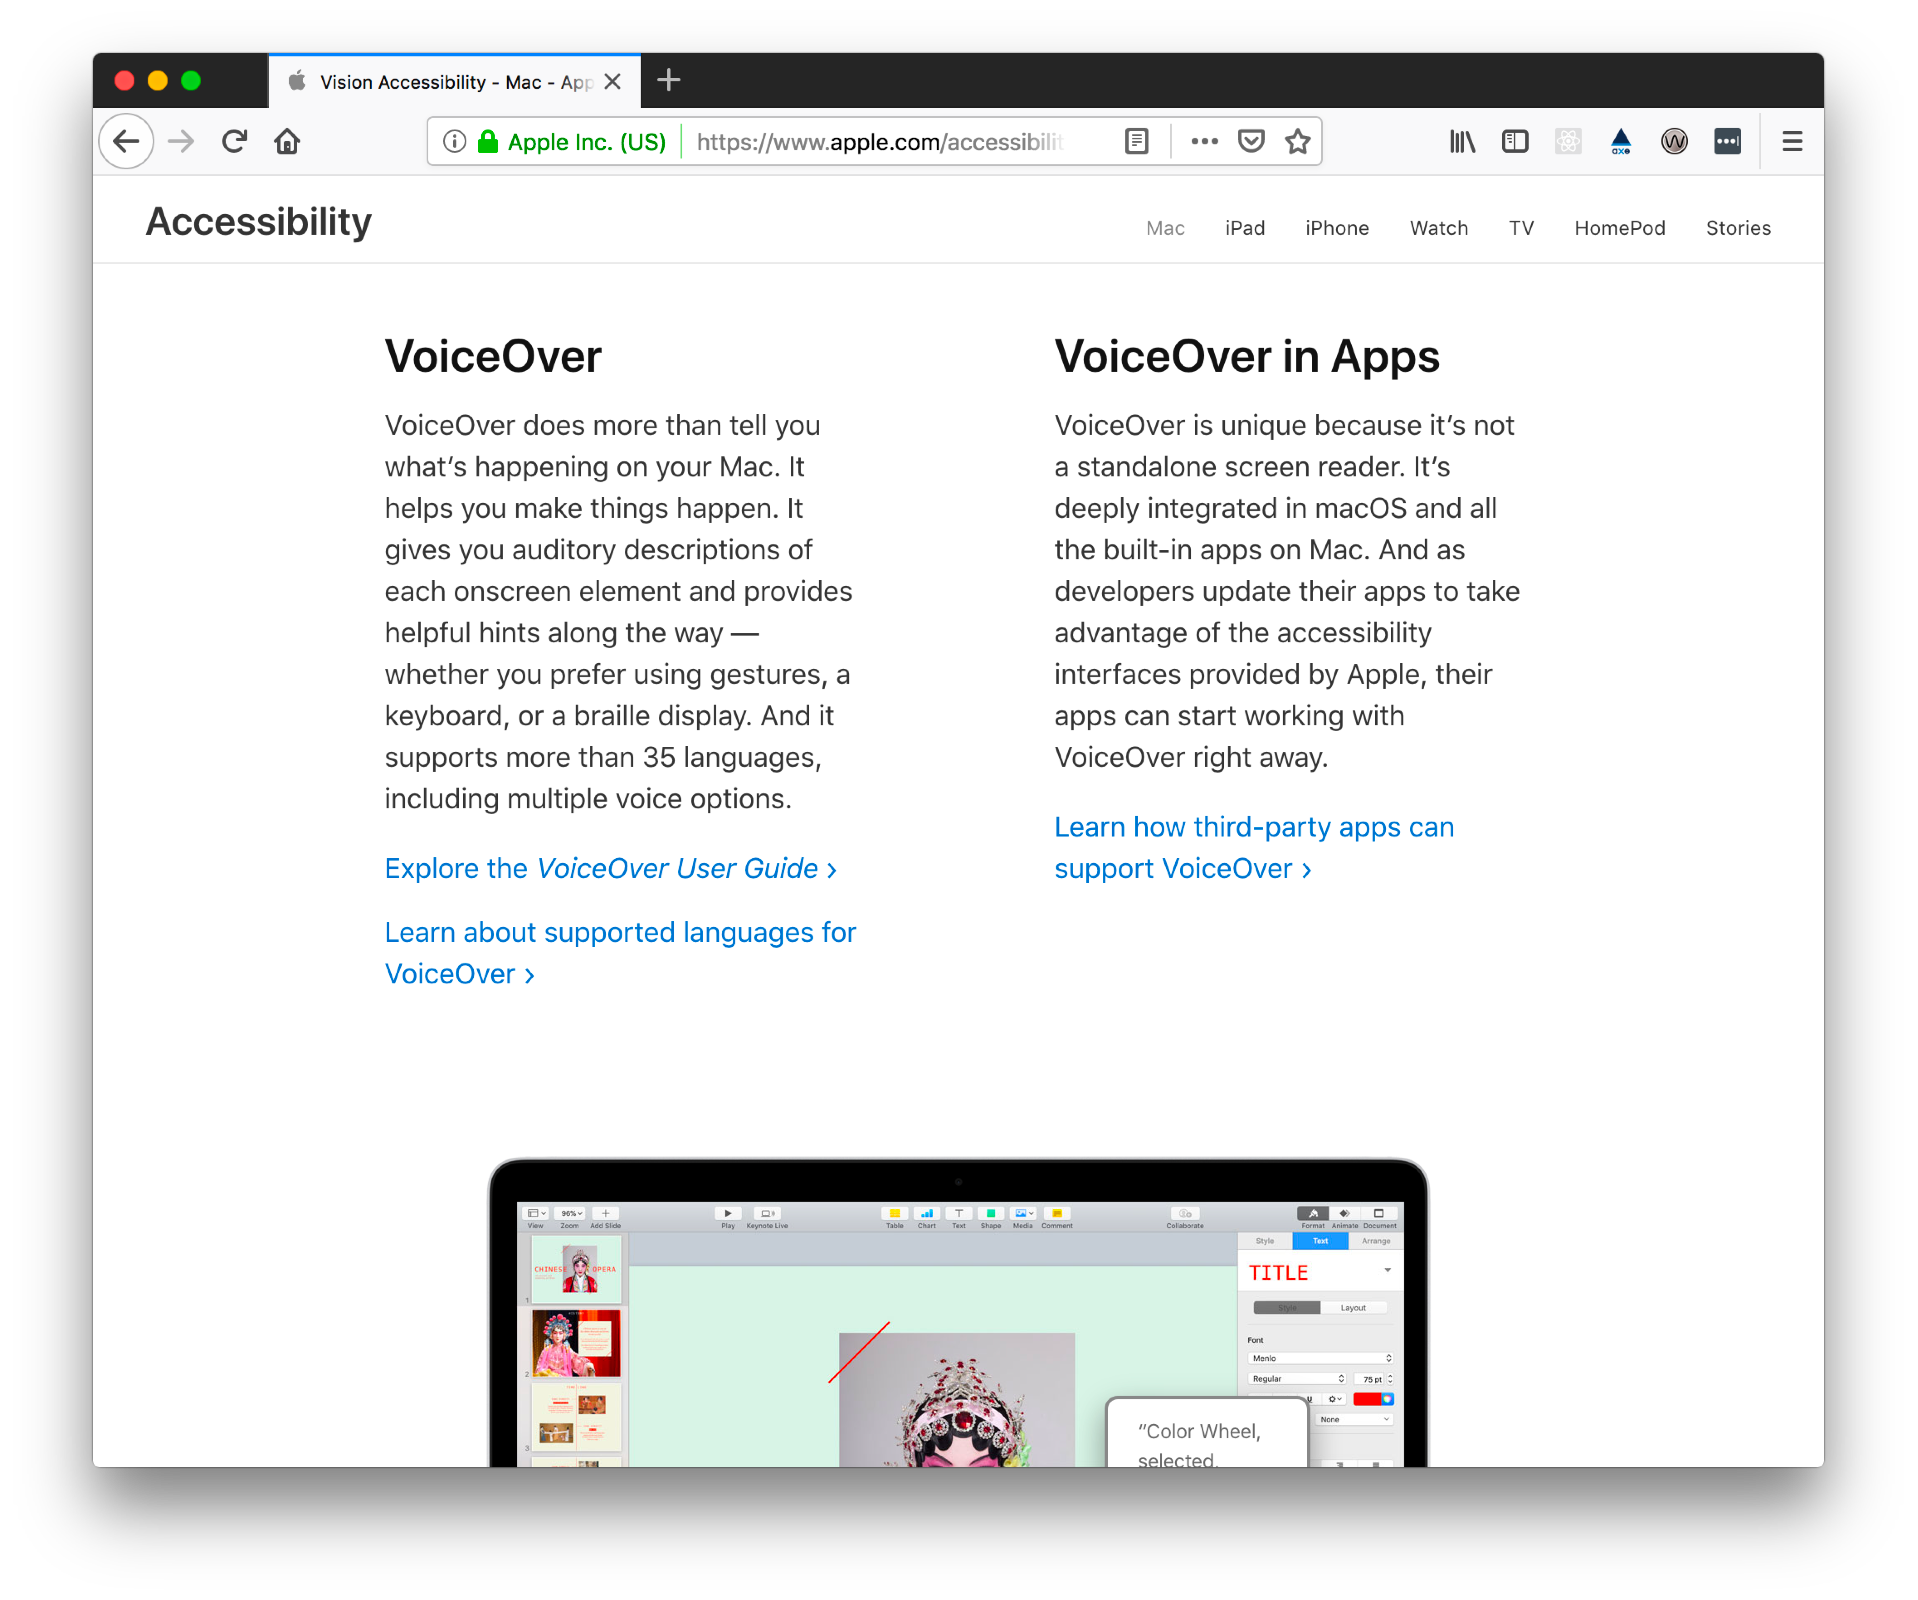 Vision Accessibility - Mac - App
Apple Inc. (US)
https://www.apple.com/accessibilit
axe
Accessibility
Mac
iPad
iPhone
Watch
TV
HomePod
Stories
VoiceOver
VoiceOver does more than tell you
what’s happening on your Mac. It
helps you make things happen. It
gives you auditory descriptions of
each onscreen element and provides
helpful hints along the way —
whether you prefer using gestures, a
keyboard, or a braille display. And it
supports more than 35 languages,
including multiple voice options.
Explore the VoiceOver User Guide ›
Learn about supported languages for
VoiceOver ›
VoiceOver in Apps
VoiceOver is unique because it’s not
a standalone screen reader. It’s
deeply integrated in macOS and all
the built-in apps on Mac. And as
developers update their apps to take
advantage of the accessibility
interfaces provided by Apple, their
apps can start working with
VoiceOver right away.
Learn how third-party apps can
support VoiceOver ›
96%
View Zoom Add Slide Play Keynote Live Table Chart Text Shape Media Comment Collaborate Format Animate Document
Style Text Arrange
CHINESE OPERA
1
2
3
TITLE
Style Layout
Font
Menlo
Regular 75 pt
U
None
“Color Wheel,
selected,